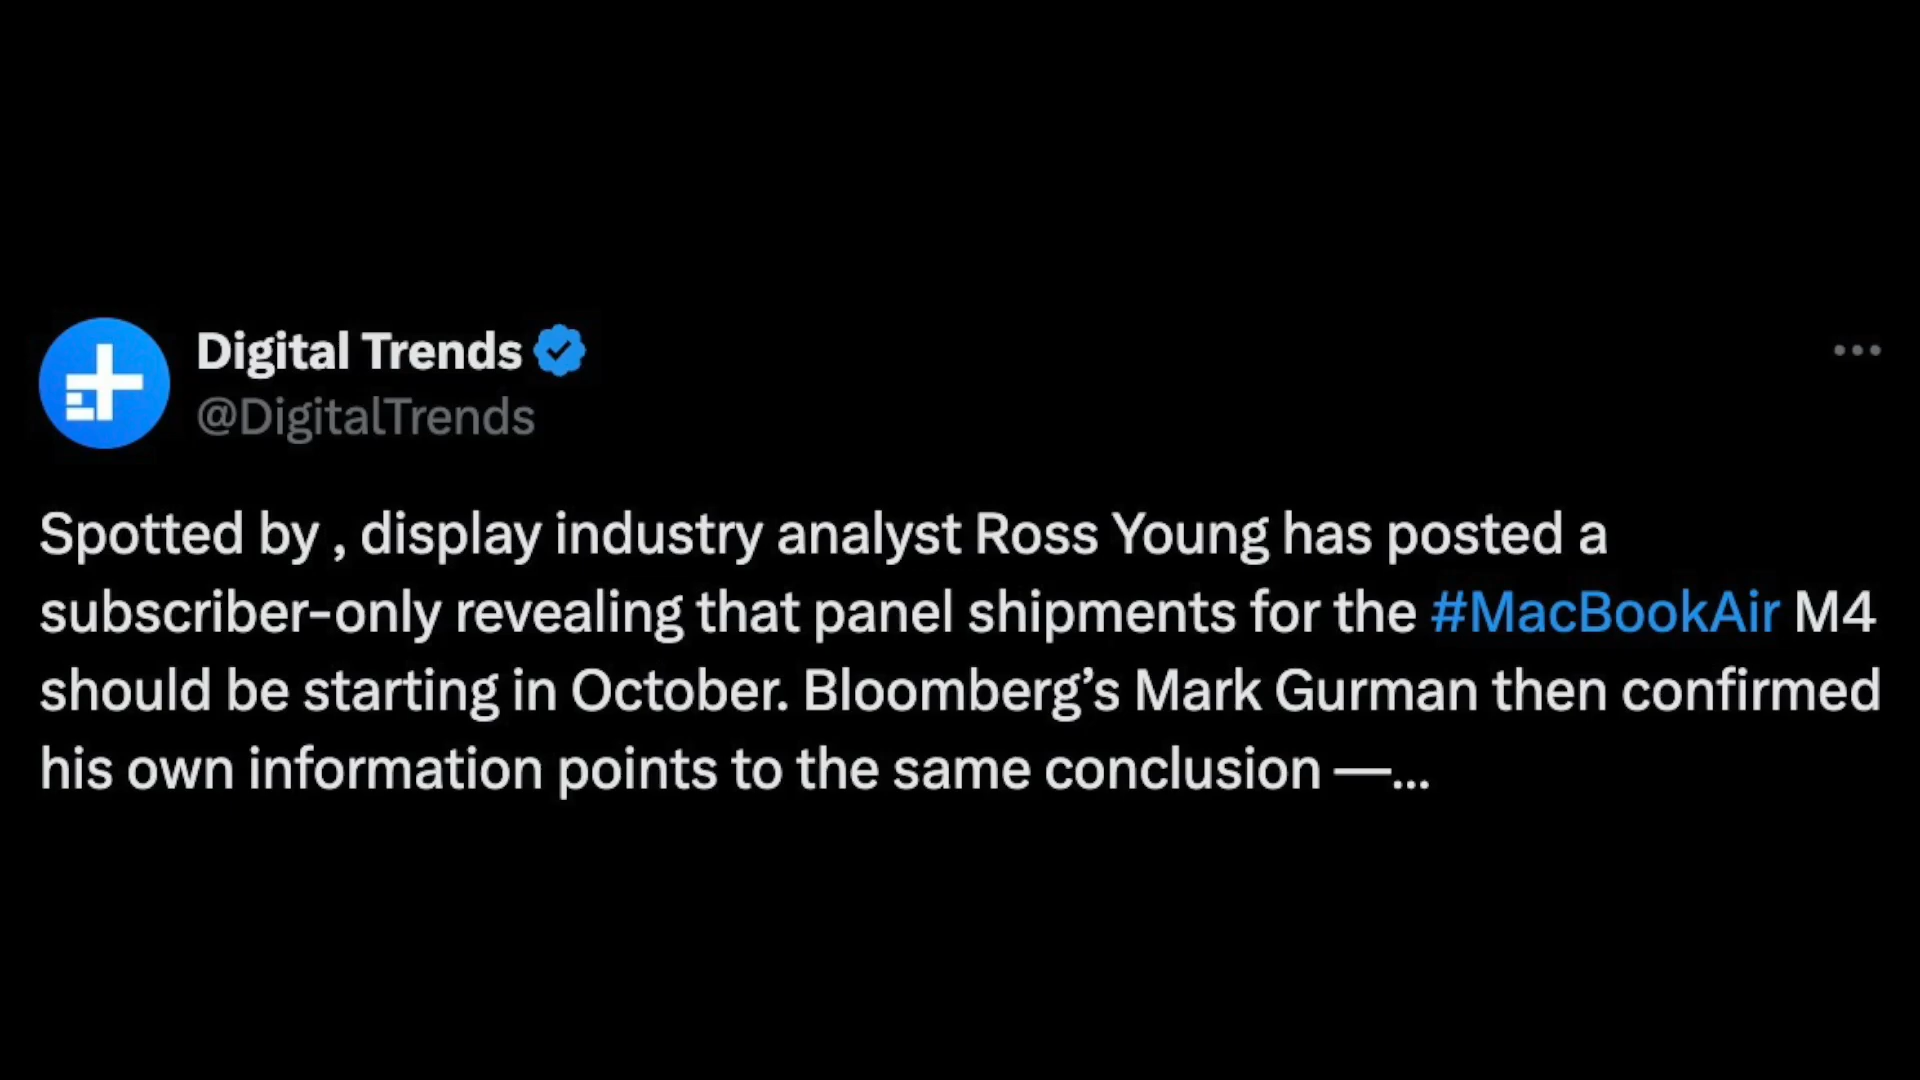 Digital Trends
@DigitalTrends
Spotted by , display industry analyst Ross Young has posted a
subscriber-only revealing that panel shipments for the #MacBookAir M4
should be starting in October. Bloomberg’s Mark Gurman then confirmed
his own information points to the same conclusion —...